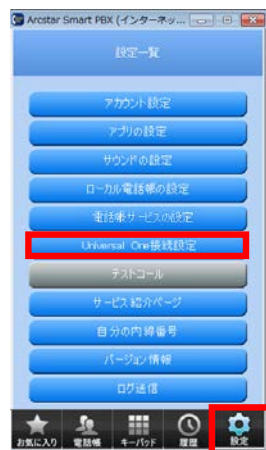 Arcstar Smart PBX (インターネッ...
設定一覧
アカウント設定
アプリの設定
サウンドの設定
ローカル電話帳の設定
電話帳サービスの設定
Universal One接続設定
テストコール
サービス紹介ページ
自分の内線番号
バージョン情報
ログ送信
お気に入り 電話帳 キーパッド 履歴 設定